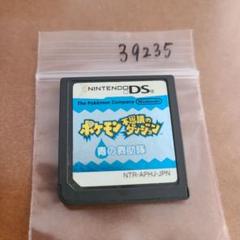 39235
NINTENDO DS
The Pokémon Company Nintendo
ポケモン不思議のダンジョン
青の救助隊
NTR-APHJ-JPN